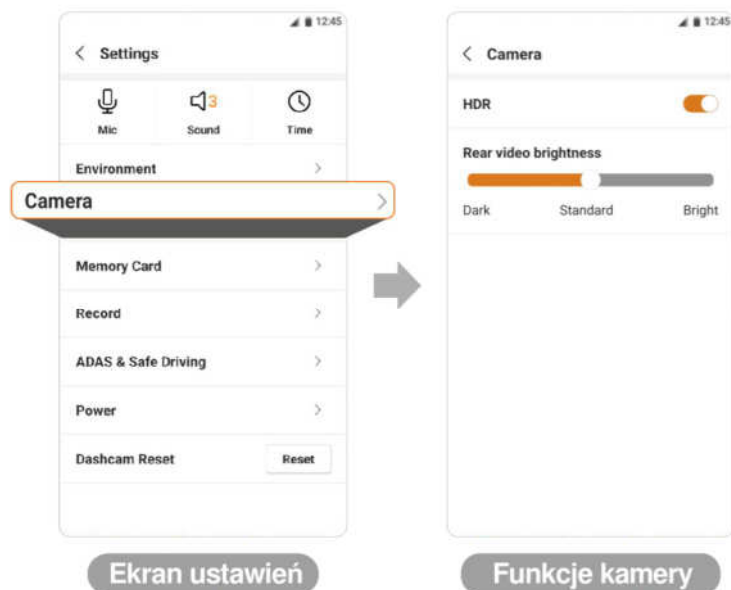 12:45
Settings
3
Mic Sound Time
Environment
Camera
Memory Card
Record
ADAS & Safe Driving
Power
Dashcam Reset Reset
Ekran ustawień
12:45
Camera
HDR
Rear video brightness
Dark Standard Bright
Funkcje kamery